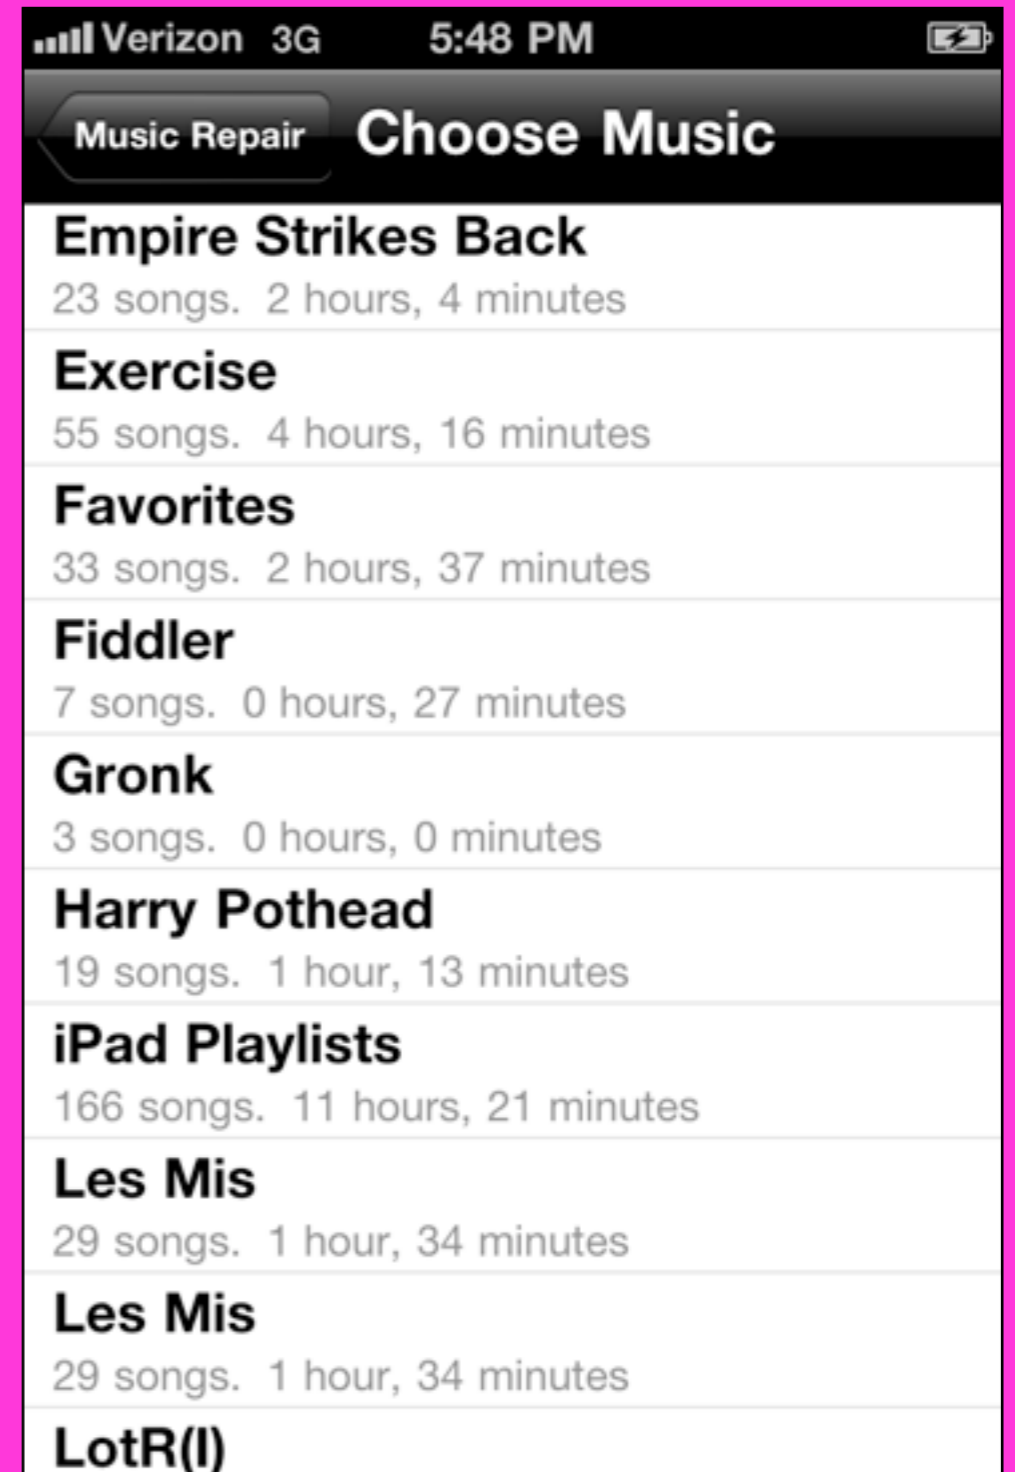 Verizon 3G 5:48 PM
Music Repair Choose Music
Empire Strikes Back
23 songs. 2 hours, 4 minutes
Exercise
55 songs. 4 hours, 16 minutes
Favorites
33 songs. 2 hours, 37 minutes
Fiddler
7 songs. 0 hours, 27 minutes
Gronk
3 songs. 0 hours, 0 minutes
Harry Pothead
19 songs. 1 hour, 13 minutes
iPad Playlists
166 songs. 11 hours, 21 minutes
Les Mis
29 songs. 1 hour, 34 minutes
Les Mis
29 songs. 1 hour, 34 minutes
LotR(I)